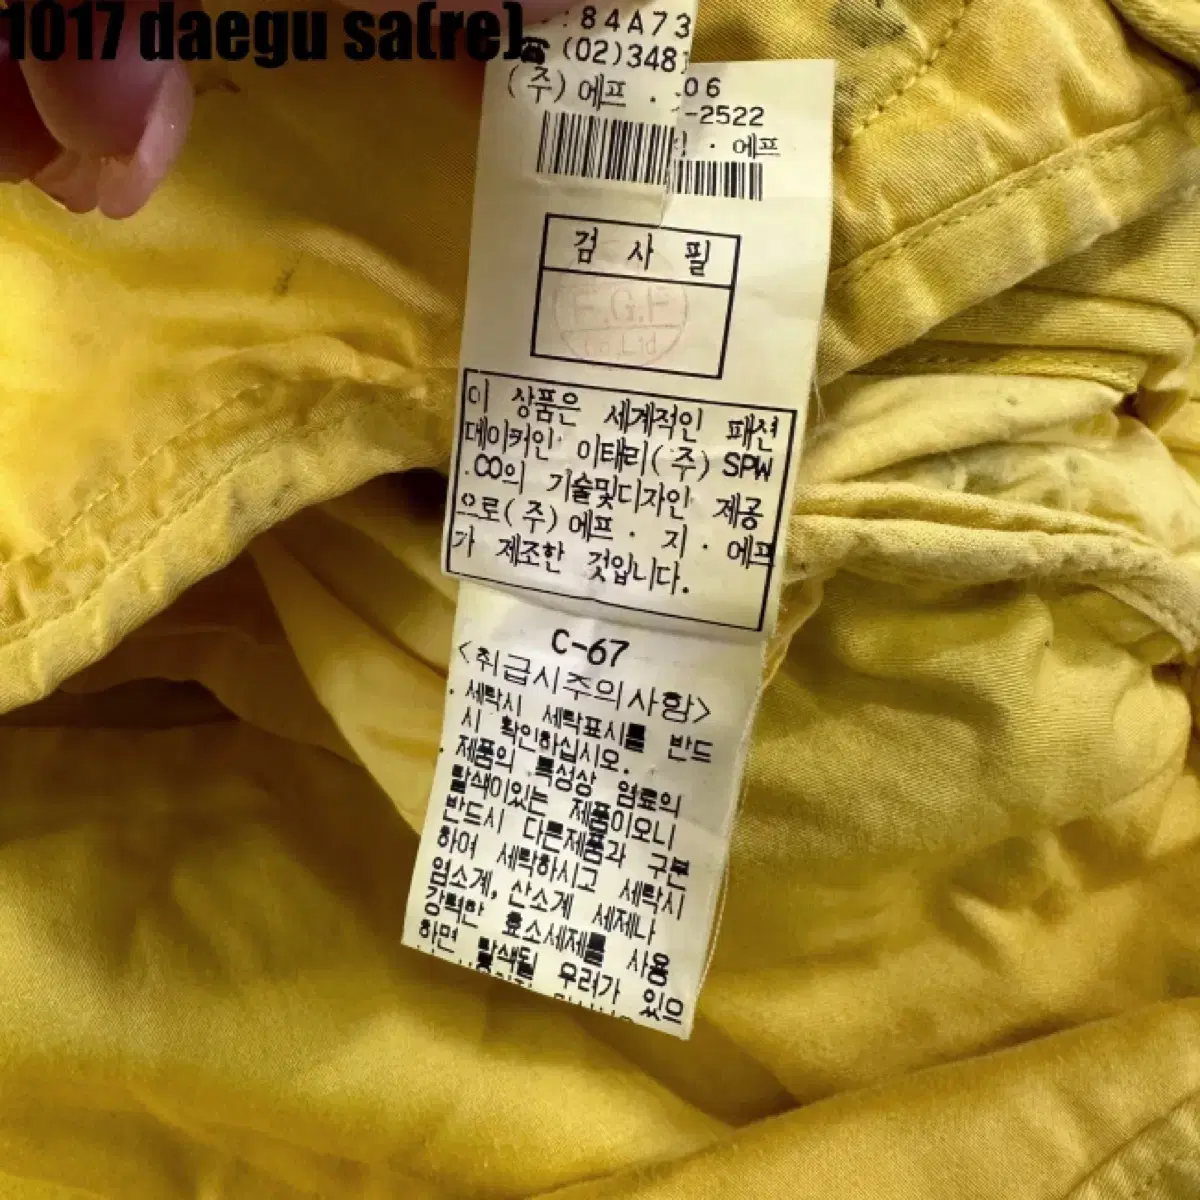 1017 daegu sa(re)
:84A73
☎(02)348
06
(주)에프.
-2522
· 에프
검 사 필
F.G.F
Co.Ltd
이 상품은 세계적인 패션
메이커인 이태리(주) SPW
.CO의 기술및디자인 제공
으로(주)에프 . 지 . 에프
가 제조한 것입니다.
C-67
<취급시주의사항>
. 세탁시 세탁표시를 반드
시 확인하십시오.
. 제품의 특성상 염료의
탈색이있는 제품이오니
반드시 다른제품과 구분
하여 세탁하시고 세탁시
염소계, 산소계 세제나
강력한 효소세제를 사용
하면 탈색될 우려가 있으